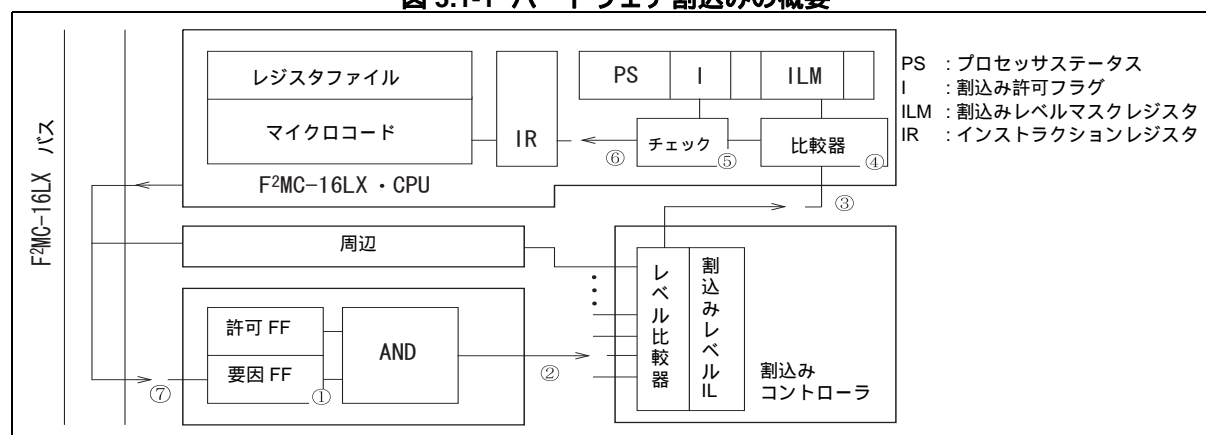 図 3.1-1 ハードウェア割込みの概要
F²MC-16LX バス
レジスタファイル
マイクロコード
IR
PS
I
ILM
チェック
比較器
⑥
⑤
④
F²MC-16LX・CPU
③
PS : プロセッサステータス
I : 割込み許可フラグ
ILM : 割込みレベルマスクレジスタ
IR : インストラクションレジスタ
周辺
許可 FF
要因 FF
AND
①
②
⑦
レベル比較器
割込みレベル IL
割込み
コントローラ